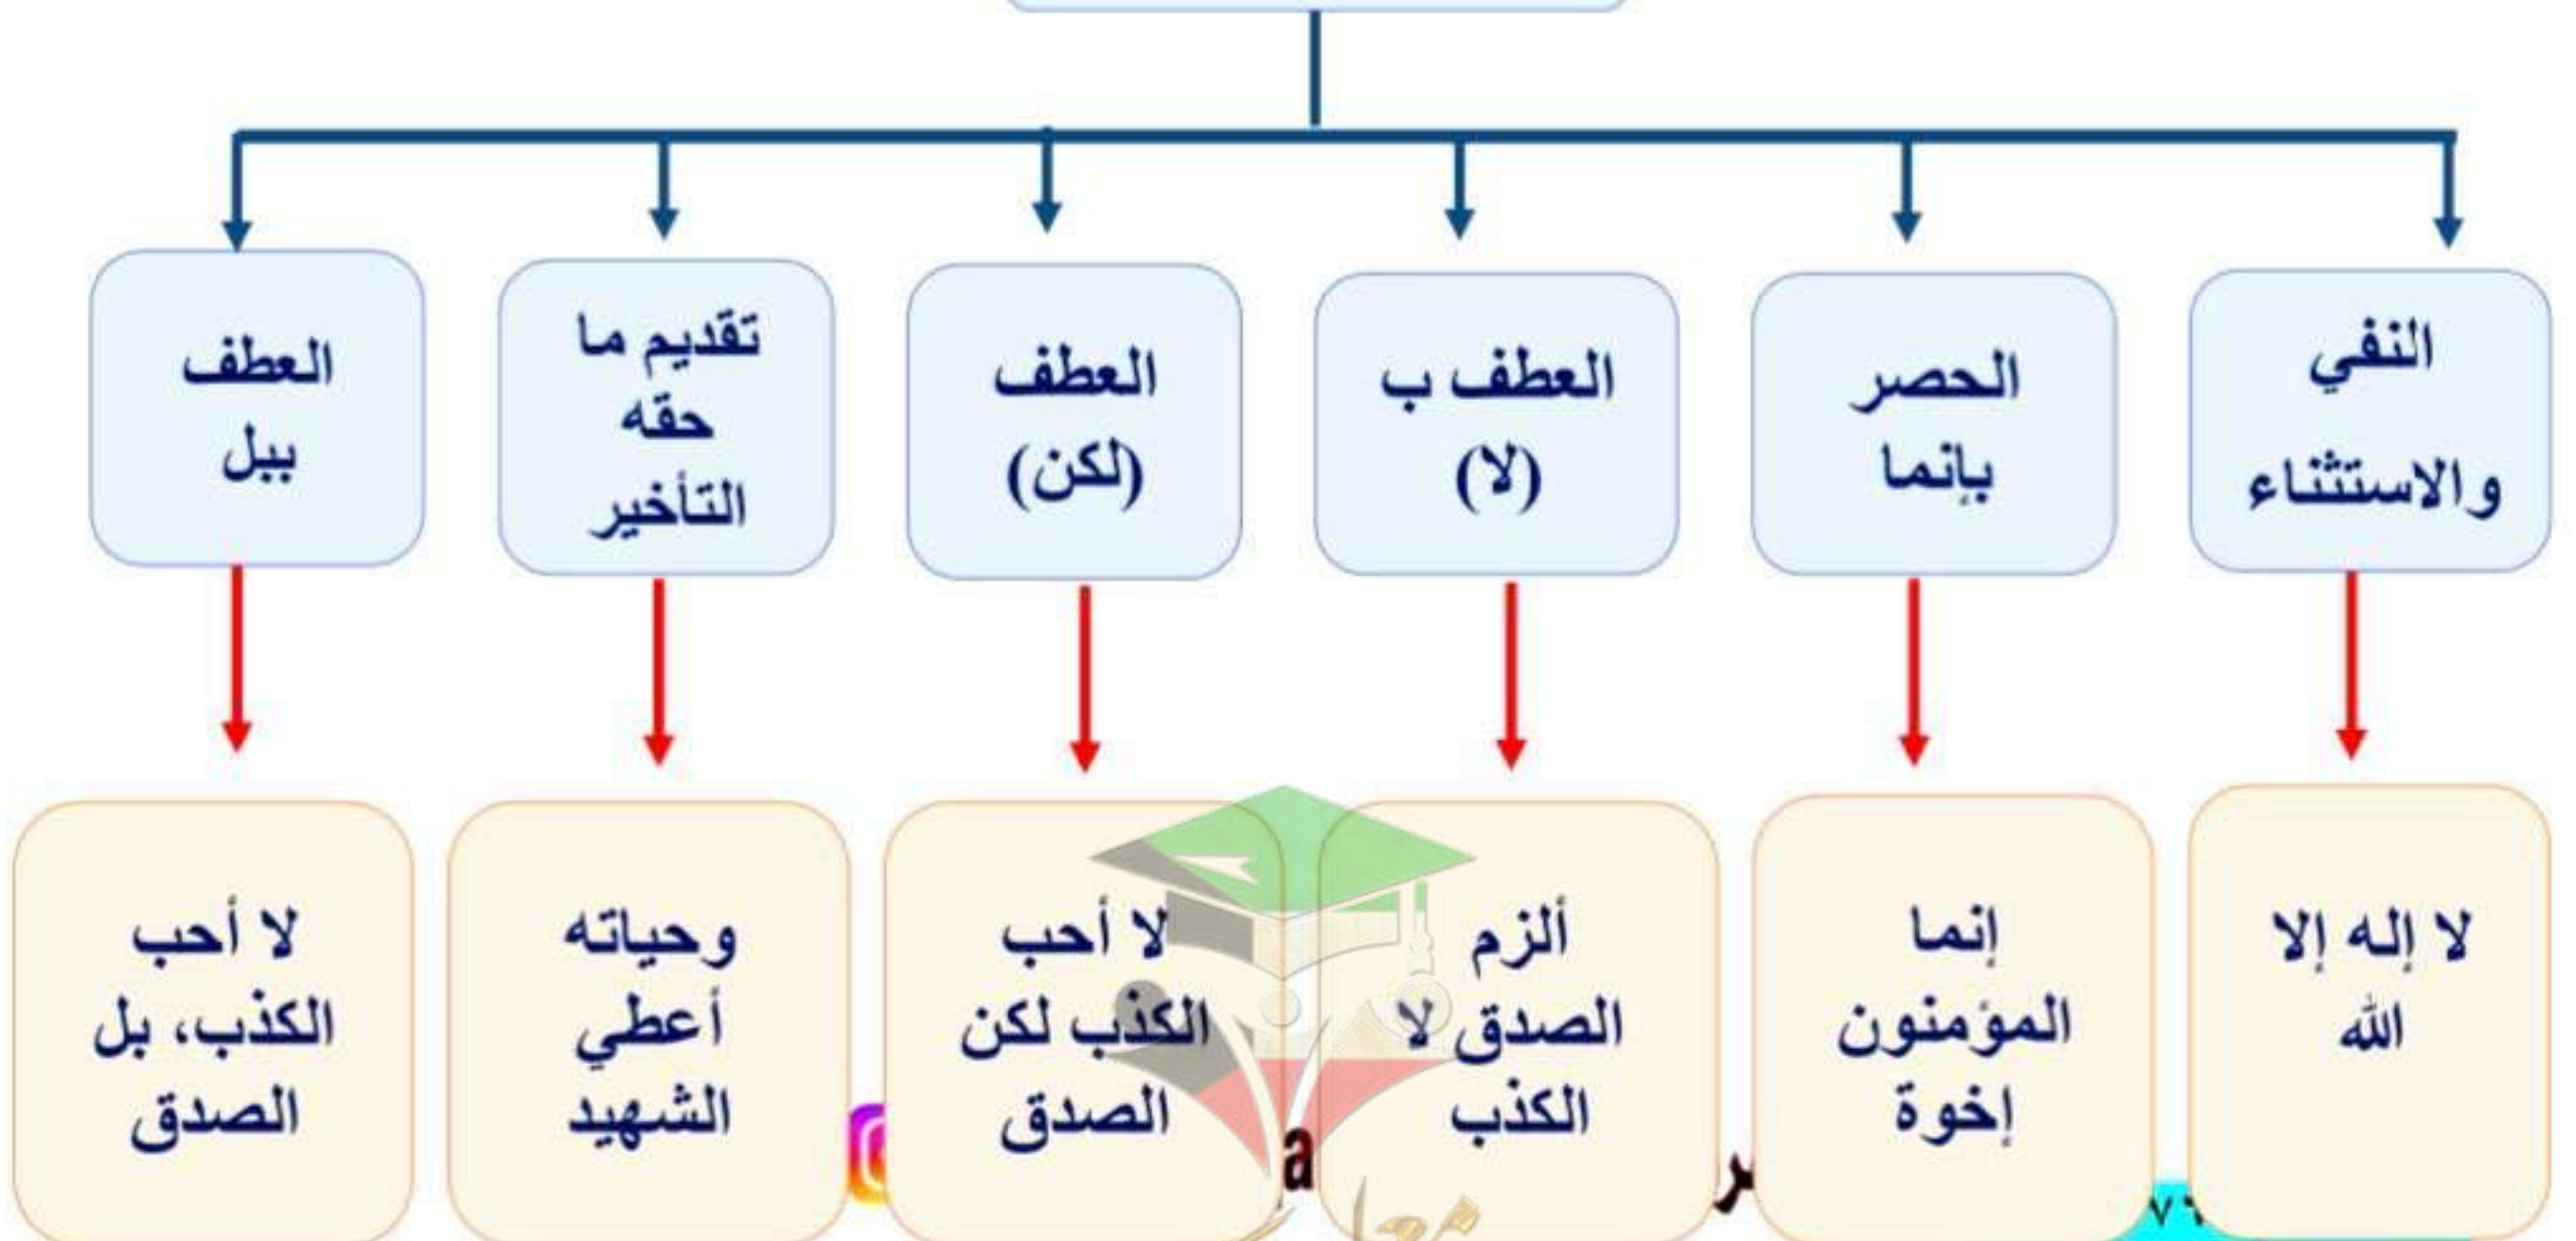 النفي
والاستثناء
الحصر
بإنما
العطف ب
(لا)
العطف
(لكن)
تقديم ما
حقه
التأخير
العطف
ببل
لا إله إلا
الله
إنما
المؤمنون
إخوة
ألزم
الصدق لا
الكذب
لا أحب
الكذب لكن
الصدق
وحياته
أعطي
الشهيد
لا أحب
الكذب، بل
الصدق